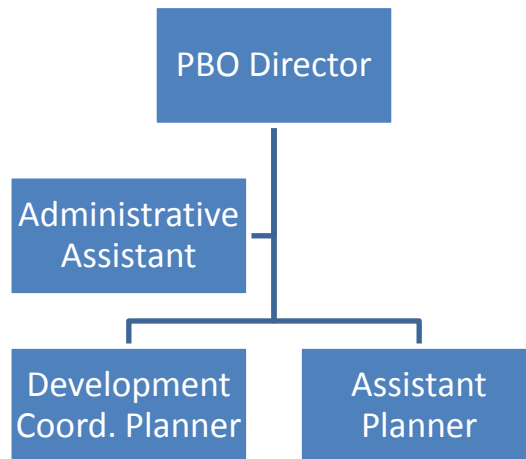 PBO Director
Administrative
Assistant
Development
Coord. Planner
Assistant
Planner